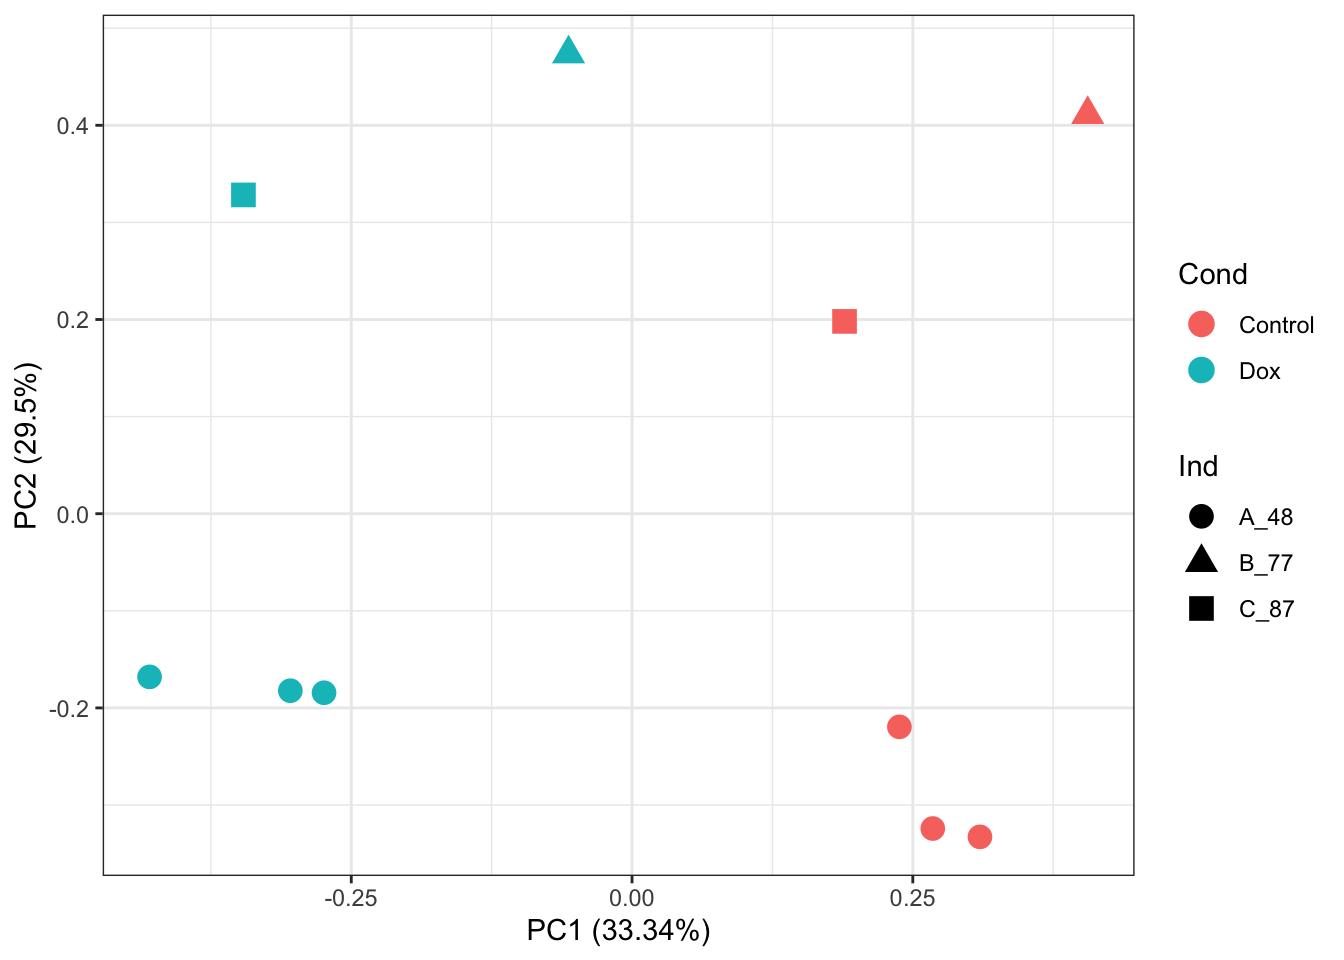 0.4
0.2
0.0
-0.2
PC2 (29.5%)
-0.25
0.00
0.25
PC1 (33.34%)
Cond
Control
Dox
Ind
A_48
B_77
C_87